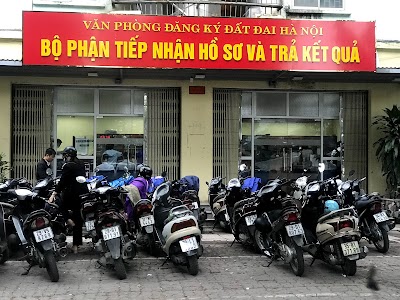 VĂN PHÒNG ĐĂNG KÝ ĐẤT ĐAI HÀ NỘI
BỘ PHẬN TIẾP NHẬN HỒ SƠ VÀ TRẢ KẾT QUẢ